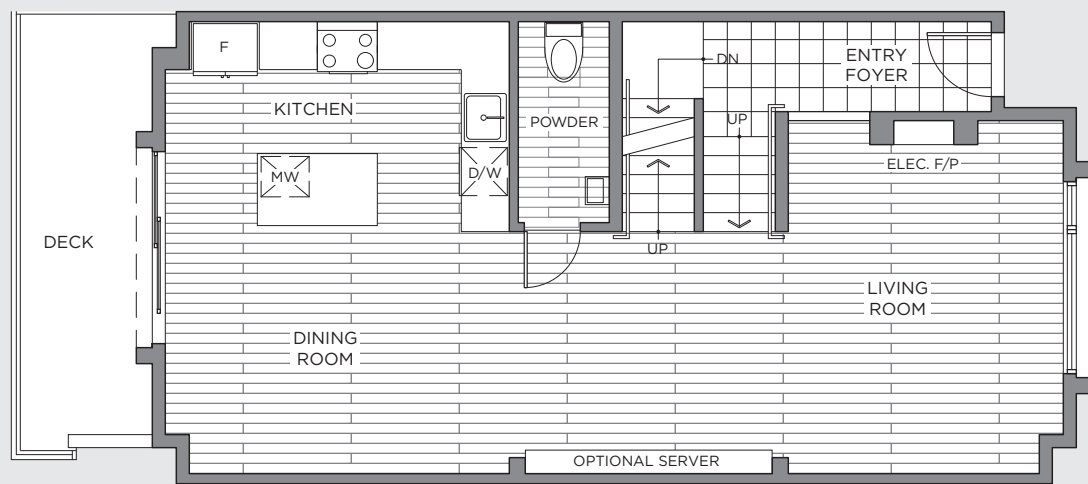 F
KITCHEN
MW
D/W
POWDER
DN
UP
UP
ENTRY
FOYER
ELEC. F/P
DECK
DINING
ROOM
LIVING
ROOM
OPTIONAL SERVER